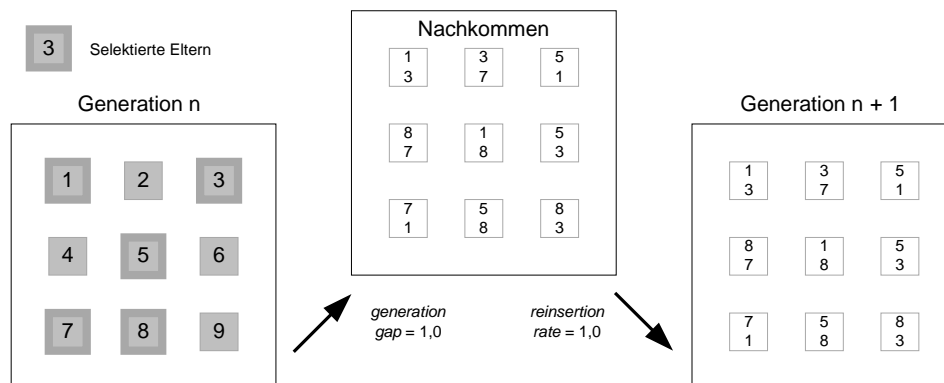 Nachkommen
3 Selektierte Eltern
1 3 5
3 7 1
Generation n
Generation n + 1
8 1 5
7 8 3
1 2 3
1 3 5
3 7 1
7 5 8
1 8 3
4 5 6
8 1 5
7 8 3
generation reinsertion
gap = 1,0 rate = 1,0
7 8 9
7 5 8
1 8 3